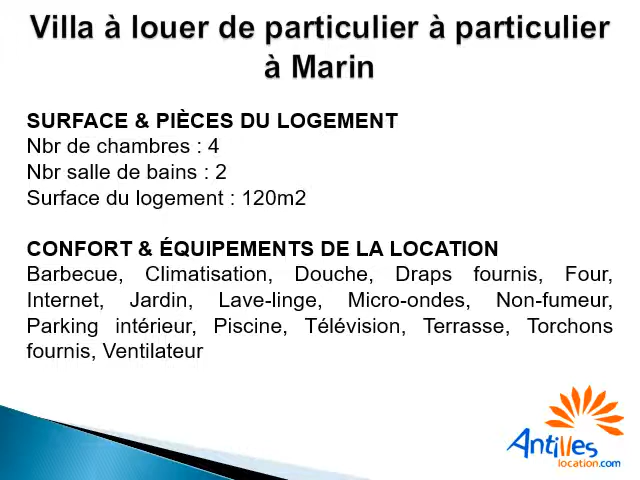 Villa à louer de particulier à particulier
à Marin
SURFACE & PIÈCES DU LOGEMENT
Nbr de chambres : 4
Nbr salle de bains : 2
Surface du logement : 120m2
CONFORT & ÉQUIPEMENTS DE LA LOCATION
Barbecue, Climatisation, Douche, Draps fournis, Four,
Internet, Jardin, Lave-linge, Micro-ondes, Non-fumeur,
Parking intérieur, Piscine, Télévision, Terrasse, Torchons
fournis, Ventilateur
Antilles
location.com